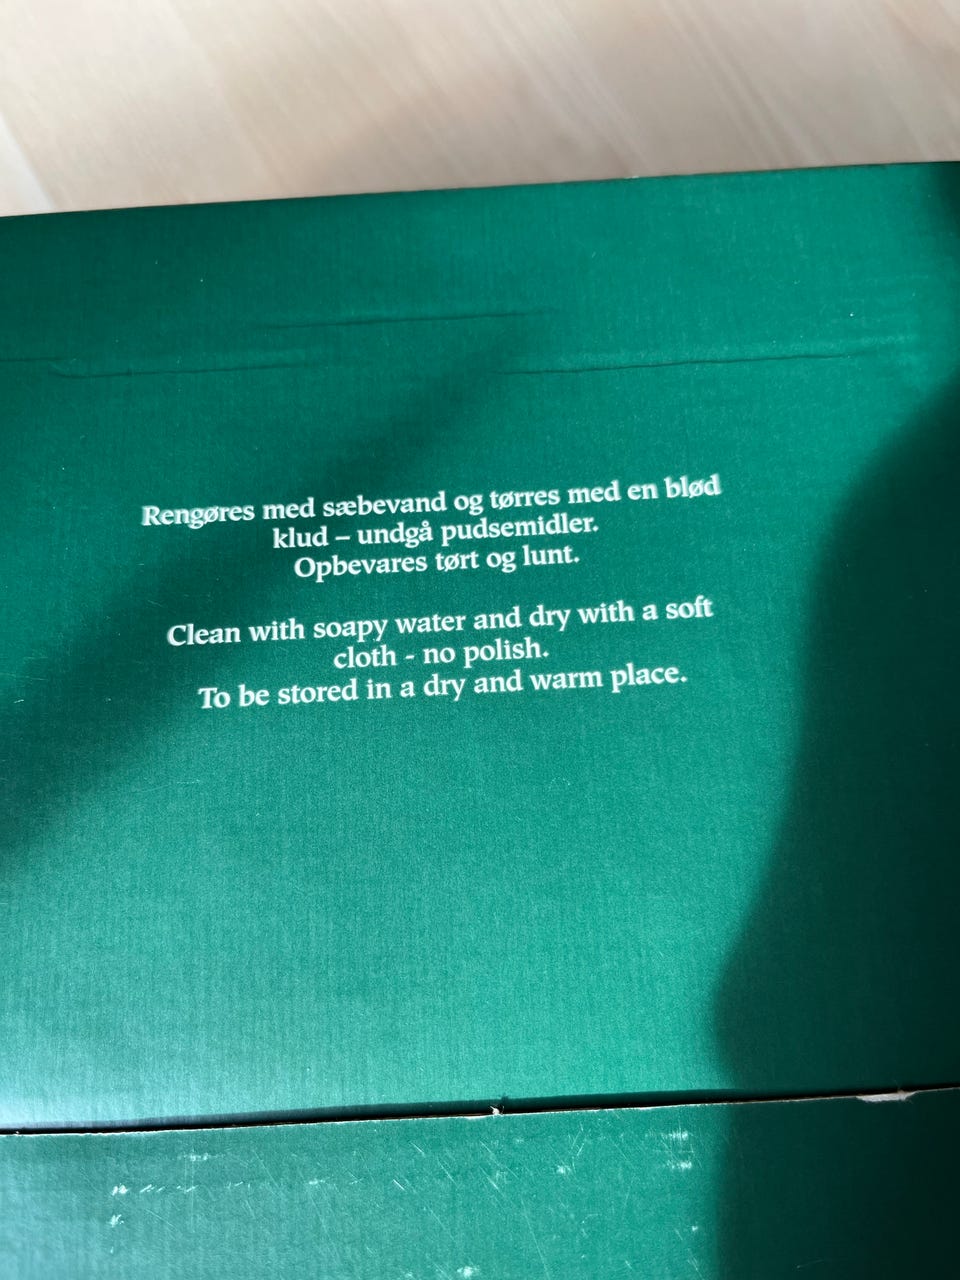 Rengøres med sæbevand og tørres med en blød
klud – undgå pudsemidler.
Opbevares tørt og lunt.
Clean with soapy water and dry with a soft
cloth - no polish.
To be stored in a dry and warm place.